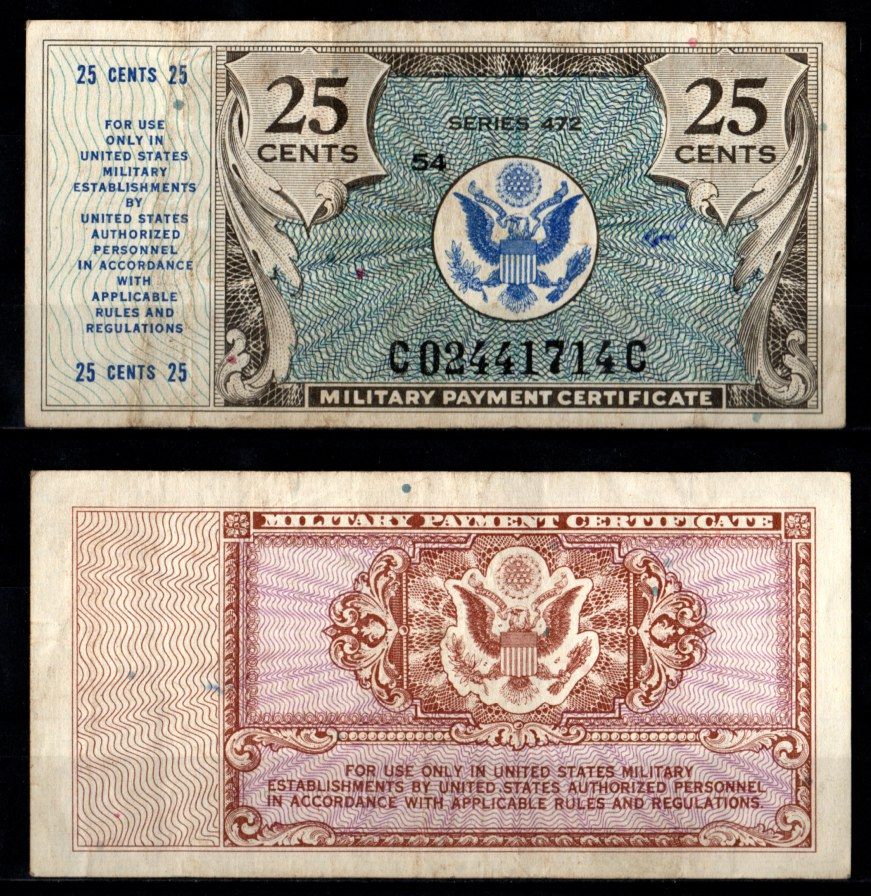 25 CENTS 25
FOR USE
ONLY IN
UNITED STATES
MILITARY
ESTABLISHMENTS
BY
UNITED STATES
AUTHORIZED
PERSONNEL
IN ACCORDANCE
WITH
APPLICABLE
RULES AND
REGULATIONS
25 CENTS 25
25
CENTS
SERIES 472
54
25
CENTS
C02441714C
MILITARY PAYMENT CERTIFICATE
MILITARY PAYMENT CERTIFICATE
FOR USE ONLY IN UNITED STATES MILITARY
ESTABLISHMENTS BY UNITED STATES AUTHORIZED PERSONNEL
IN ACCORDANCE WITH APPLICABLE RULES AND REGULATIONS.